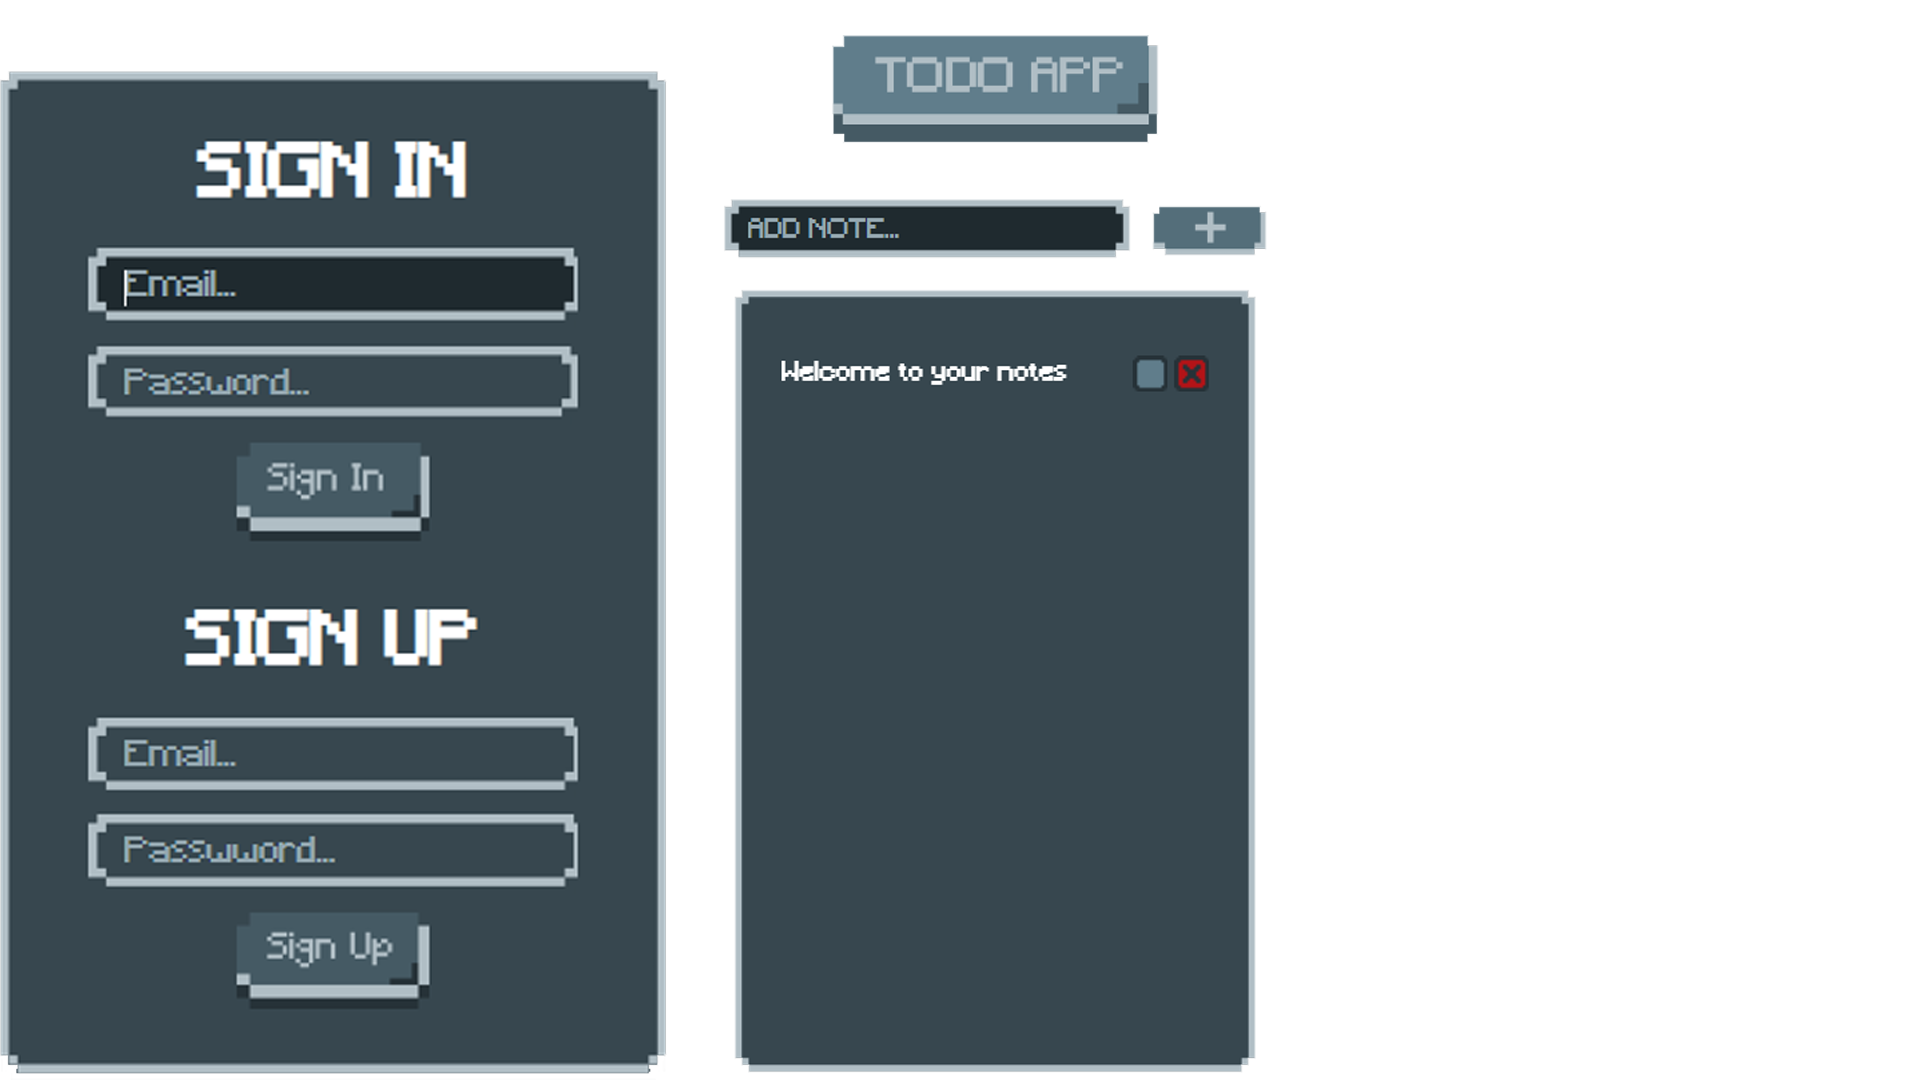 SIGN IN
Email...
Password...
Sign In
SIGN UP
Email...
Passwword...
Sign Up
TODO APP
ADD NOTE...
+
Welcome to your notes